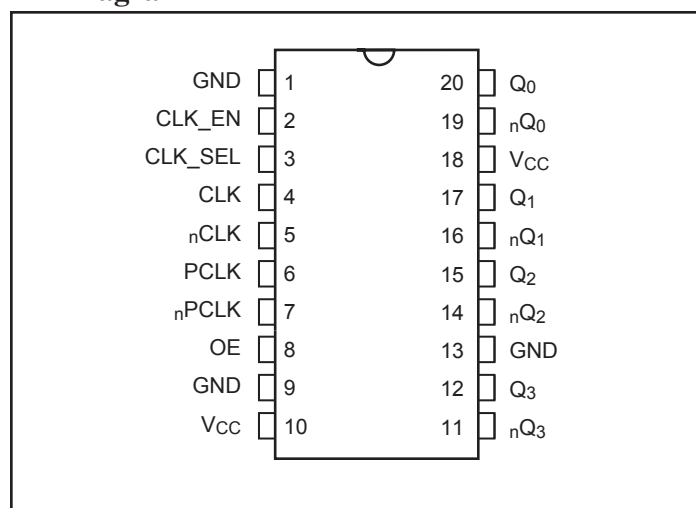 GND 1 20 Q0
CLK_EN 2 19 nQ0
CLK_SEL 3 18 VCC
CLK 4 17 Q1
nCLK 5 16 nQ1
PCLK 6 15 Q2
nPCLK 7 14 nQ2
OE 8 13 GND
GND 9 12 Q3
VCC 10 11 nQ3